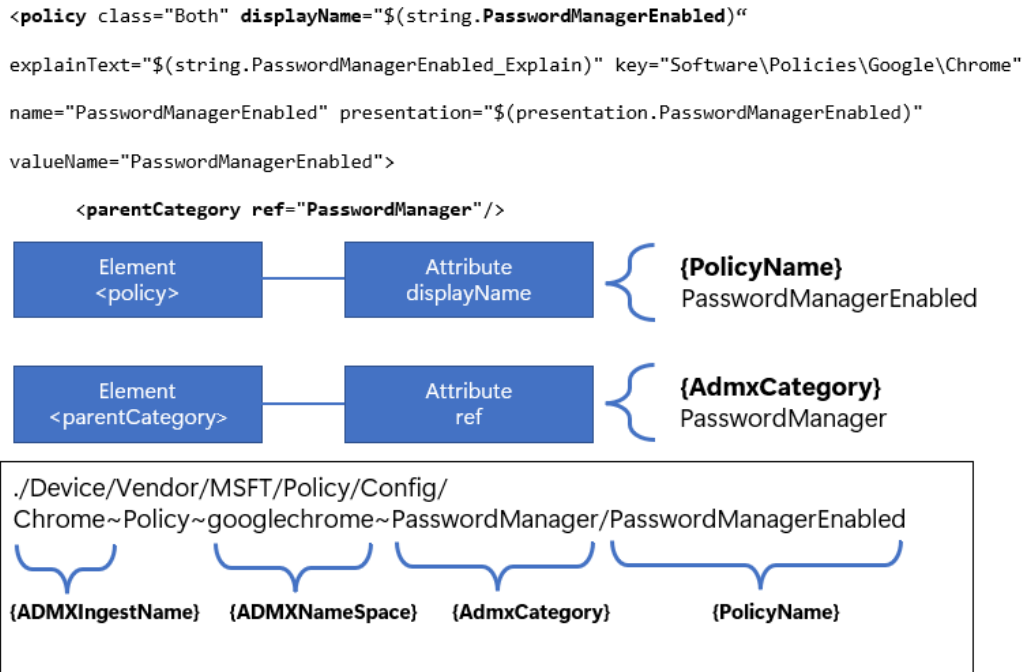 <policy class="Both" displayName="$(string.PasswordManagerEnabled)“
explainText="$(string.PasswordManagerEnabled_Explain)" key="Software\Policies\Google\Chrome"
name="PasswordManagerEnabled" presentation="$(presentation.PasswordManagerEnabled)"
valueName="PasswordManagerEnabled">
<parentCategory ref="PasswordManager"/>
Element
<policy>
Attribute
displayName
{PolicyName}
PasswordManagerEnabled
Element
<parentCategory>
Attribute
ref
{AdmxCategory}
PasswordManager
./Device/Vendor/MSFT/Policy/Config/
Chrome~Policy~googlechrome~PasswordManager/PasswordManagerEnabled
{ADMXIngestName} {ADMXNameSpace} {AdmxCategory} {PolicyName}